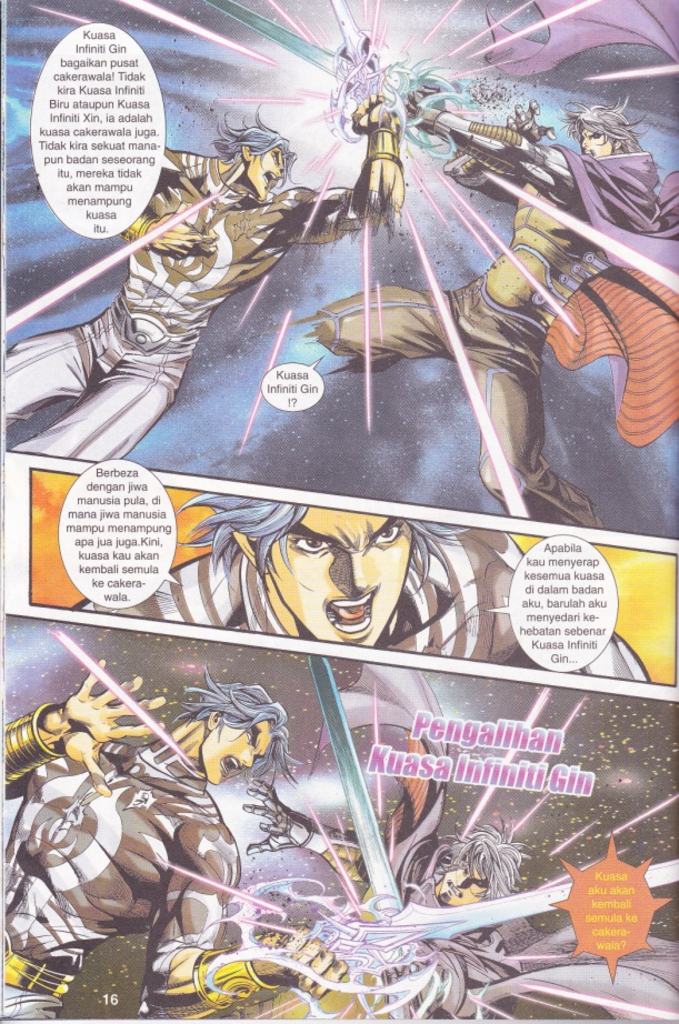 Kuasa
Infiniti Gin
bagaikan pusat
cakerawala! Tidak
kira Kuasa Infiniti
Biru ataupun Kuasa
Infiniti Xin, ia adalah
kuasa cakerawala juga.
Tidak kira sekuat mana-
pun badan seseorang
itu, mereka tidak
akan mampu
menampung
kuasa
itu.
Kuasa
Infiniti Gin
!?
Berbeza
dengan jiwa
manusia pula, di
mana jiwa manusia
mampu menampung
apa jua juga.Kini,
kuasa kau akan
kembali semula
ke cakera-
wala.
Apabila
kau menyerap
kesemua kuasa
di dalam badan
aku, barulah aku
menyedari ke-
hebatan sebenar
Kuasa Infiniti
Gin...
Pengalihan
Kuasa Infiniti Gin
Kuasa
aku akan
kembali
semula ke
cakera-
wala?
16